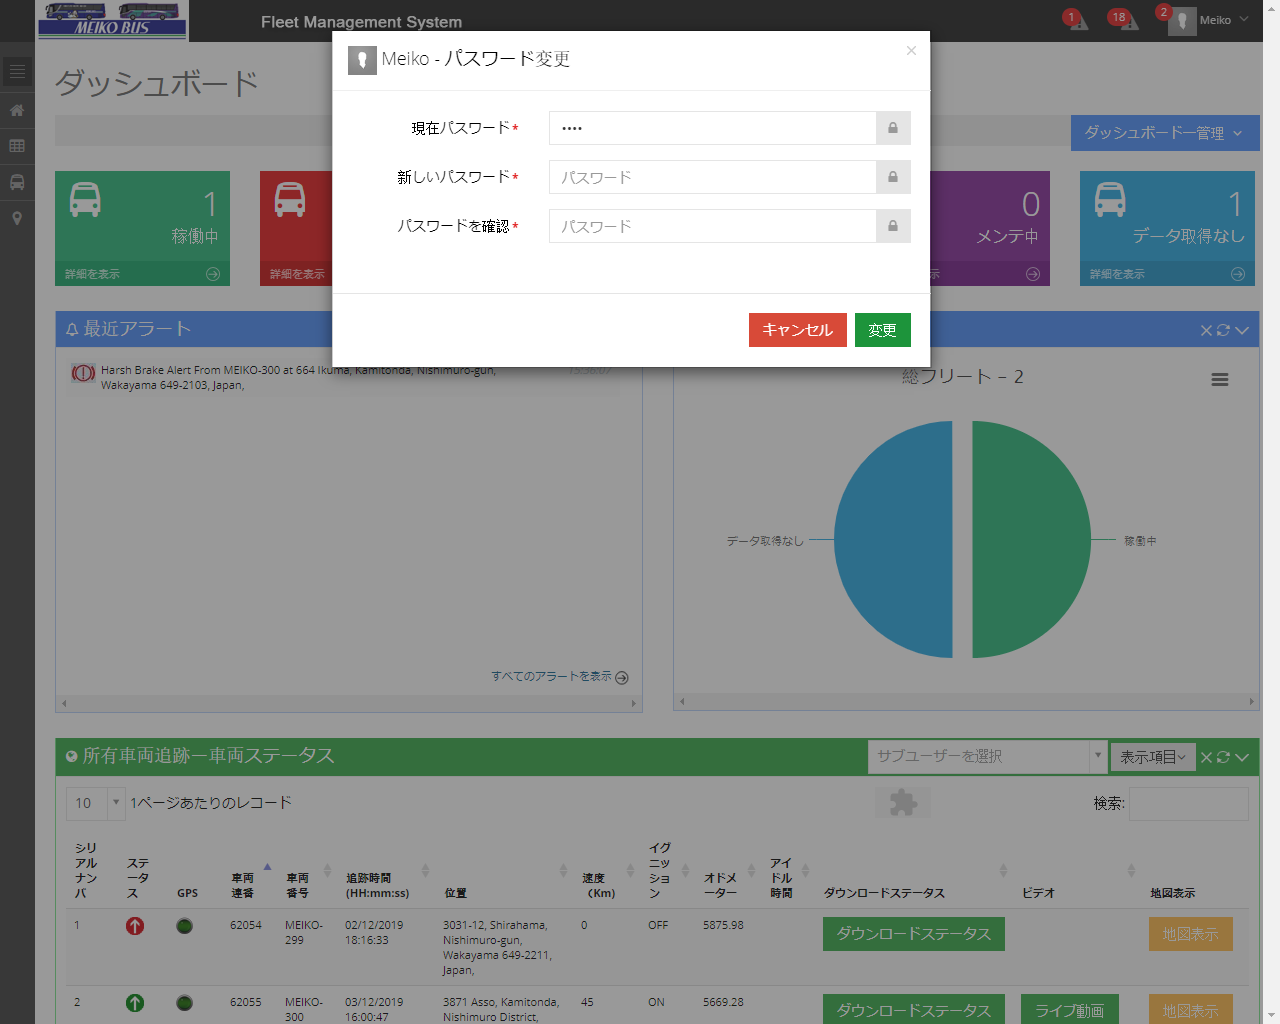 MEIKO BUS
Fleet Management System
1
18
2
Meiko
Meiko - パスワード変更
×
ダッシュボード
現在パスワード*
••••
新しいパスワード*
パスワード
パスワードを確認*
パスワード
キャンセル
変更
ダッシュボードー管理
1
稼働中
詳細を表示
詳細を表示
0
メンテ中
示
1
データ取得なし
詳細を表示
最近アラート
Harsh Brake Alert From MEIKO-300 at 664 Ikuma, Kamitonda, Nishimuro-gun,
Wakayama 649-2103, Japan,
すべてのアラートを表示
総フリート – 2
データ取得なし
稼働中
所有車両追跡ー車両ステータス
サブユーザーを選択
表示項目
10
1ページあたりのレコード
検索:
シリアルナンバ
ステータス
GPS
車両連番
車両番号
追跡時間 (HH:mm:ss)
位置
速度 (Km)
イグニッション
オドメーター
アイドル時間
ダウンロードステータス
ビデオ
地図表示
1
62054
MEIKO-299
02/12/2019 18:16:33
3031-12, Shirahama, Nishimuro-gun, Wakayama 649-2211, Japan,
0
OFF
5875.98
ダウンロードステータス
地図表示
2
62055
MEIKO-300
03/12/2019 16:00:47
3871 Asso, Kamitonda, Nishimuro District,
45
ON
5669.28
ダウンロードステータス
ライブ動画
地図表示